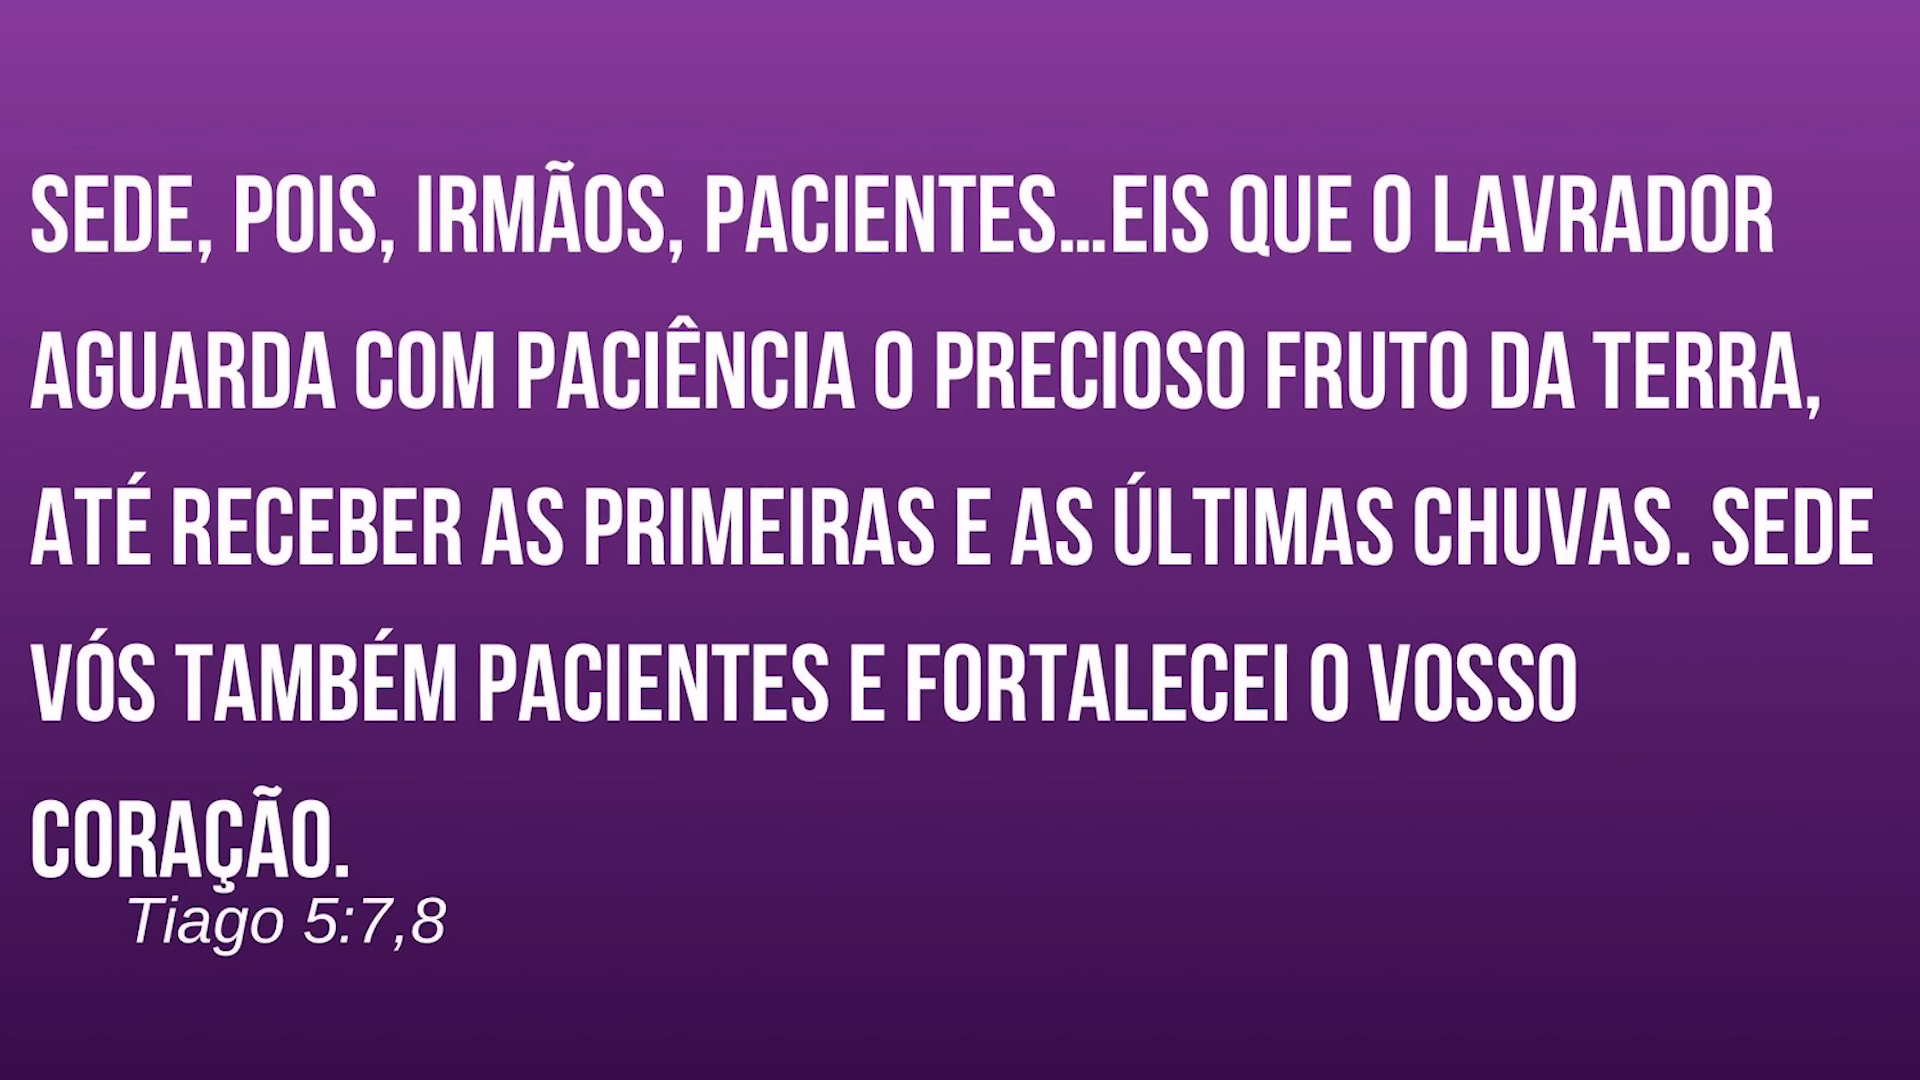 SEDE, POIS, IRMÃOS, PACIENTES...EIS QUE O LAVRADOR
AGUARDA COM PACIÊNCIA O PRECIOSO FRUTO DA TERRA,
ATÉ RECEBER AS PRIMEIRAS E AS ÚLTIMAS CHUVAS. SEDE
VÓS TAMBÉM PACIENTES E FORTALECEI O VOSSO
CORAÇÃO.
Tiago 5:7,8